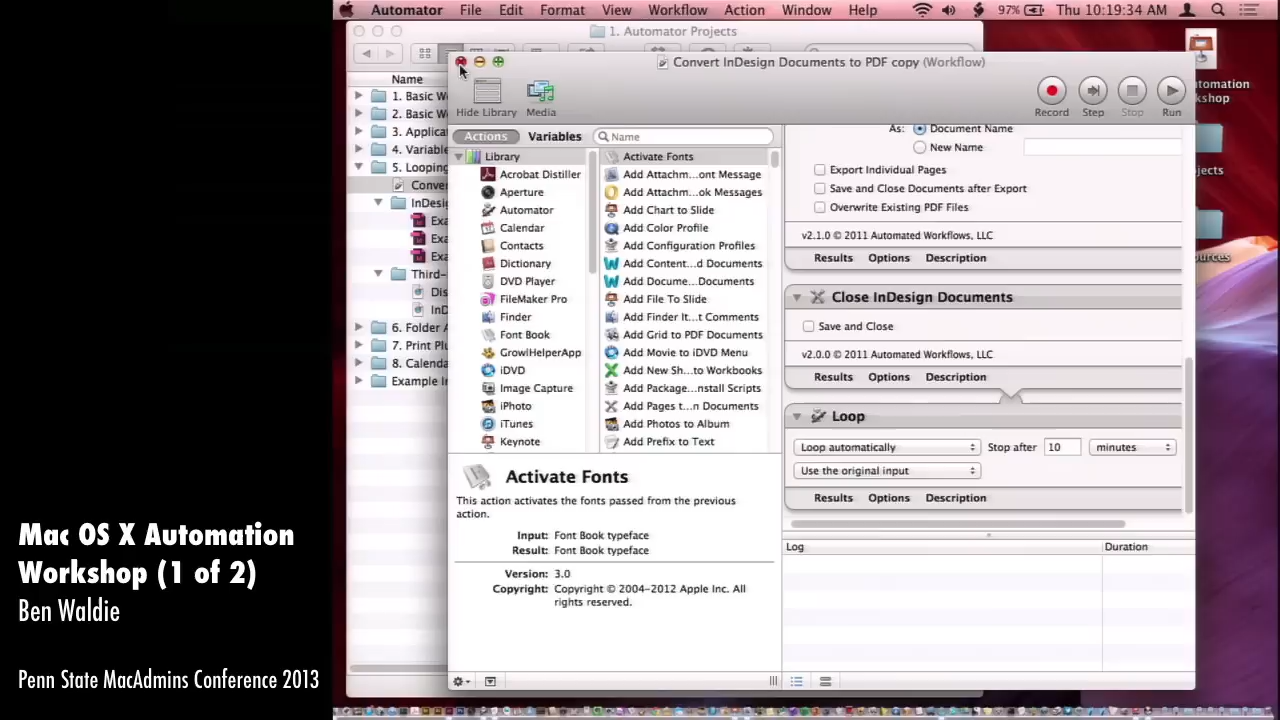 Automator File Edit Format View Workflow Action Window Help 97% Thu 10:19:34 AM
1. Automator Projects
Convert InDesign Documents to PDF copy (Workflow)
Hide Library Media
Record Step Stop Run
Name
1. Basic W
2. Basic W
3. Applica
4. Variable
5. Looping
Conver
InDesig
Exa
Exa
Exa
Third-
Dis
InD
6. Folder A
7. Print Plu
8. Calenda
Example In
Actions Variables Name
Library
Acrobat Distiller
Aperture
Automator
Calendar
Contacts
Dictionary
DVD Player
FileMaker Pro
Finder
Font Book
GrowlHelperApp
iDVD
Image Capture
iPhoto
iTunes
Keynote
Activate Fonts
Add Attachm...ont Message
Add Attachm...ok Messages
Add Chart to Slide
Add Color Profile
Add Configuration Profiles
Add Content...d Documents
Add Docume...Documents
Add File To Slide
Add Finder It...t Comments
Add Grid to PDF Documents
Add Movie to iDVD Menu
Add New Sh...to Workbooks
Add Package...nstall Scripts
Add Pages t...n Documents
Add Photos to Album
Add Prefix to Text
Activate Fonts
This action activates the fonts passed from the previous
action.
Input: Font Book typeface
Result: Font Book typeface
Version: 3.0
Copyright: Copyright © 2004-2012 Apple Inc. All
rights reserved.
As: Document Name
New Name
Export Individual Pages
Save and Close Documents after Export
Overwrite Existing PDF Files
v2.1.0 © 2011 Automated Workflows, LLC
Results Options Description
Close InDesign Documents
Save and Close
v2.0.0 © 2011 Automated Workflows, LLC
Results Options Description
Loop
Loop automatically Stop after 10 minutes
Use the original input
Results Options Description
Log Duration
utomation
kshop
jects
urces
Mac OS X Automation
Workshop (1 of 2)
Ben Waldie
Penn State MacAdmins Conference 2013